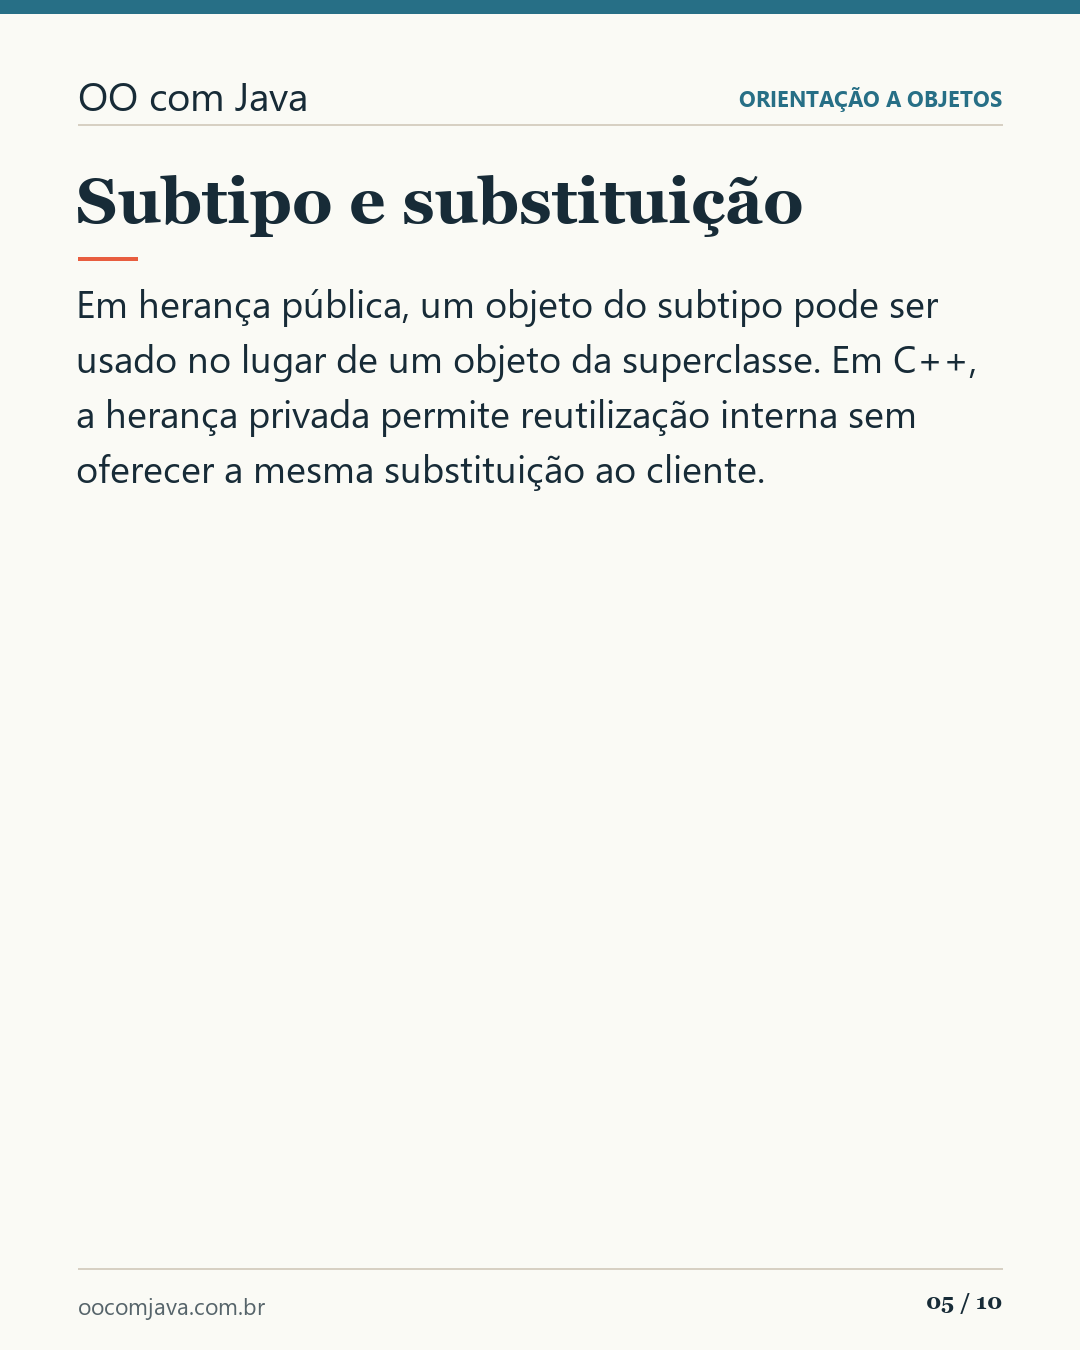 OO com Java
ORIENTAÇÃO A OBJETOS
Subtipo e substituição
Em herança pública, um objeto do subtipo pode ser
usado no lugar de um objeto da superclasse. Em C++,
a herança privada permite reutilização interna sem
oferecer a mesma substituição ao cliente.
oocomjava.com.br
05 / 10